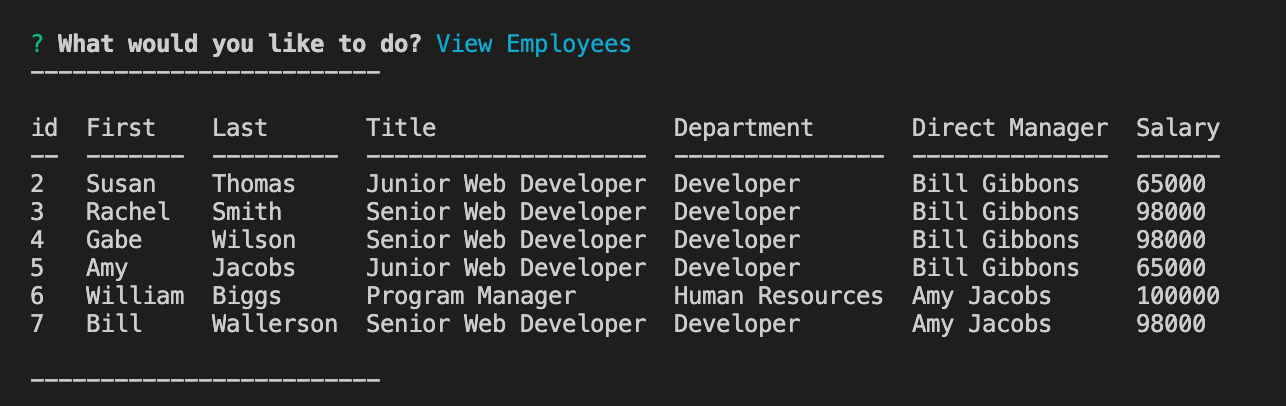 ? What would you like to do? View Employees
-------------------------
id  First    Last       Title                 Department       Direct Manager  Salary
--  -------  ---------  --------------------  ---------------  --------------  ------
2   Susan    Thomas     Junior Web Developer  Developer        Bill Gibbons    65000
3   Rachel   Smith      Senior Web Developer  Developer        Bill Gibbons    98000
4   Gabe     Wilson     Senior Web Developer  Developer        Bill Gibbons    98000
5   Amy      Jacobs     Junior Web Developer  Developer        Bill Gibbons    65000
6   William  Biggs      Program Manager       Human Resources  Amy Jacobs      100000
7   Bill     Wallerson  Senior Web Developer  Developer        Amy Jacobs      98000
-------------------------